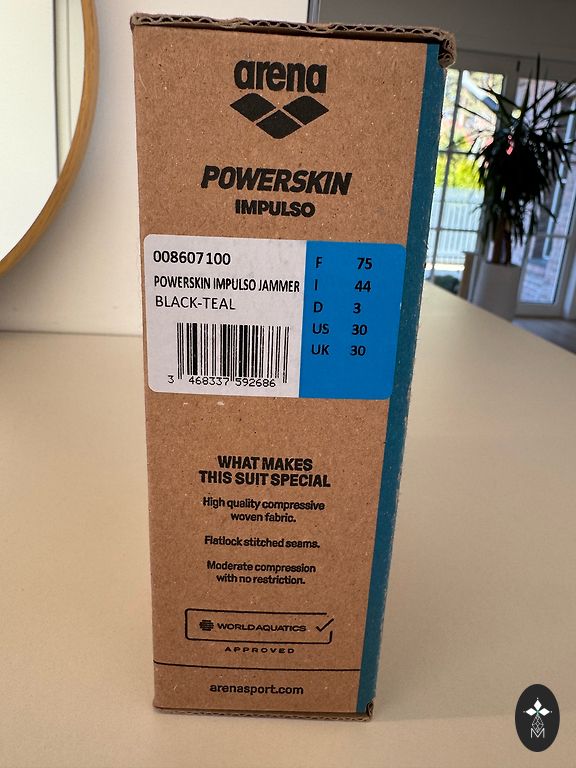 arena
POWERSKIN
IMPULSO
008607100
POWERSKIN IMPULSO JAMMER
BLACK-TEAL
3 468337 592686
F 75
I 44
D 3
US 30
UK 30
WHAT MAKES
THIS SUIT SPECIAL
High quality compressive
woven fabric.
Flatlock stitched seams.
Moderate compression
with no restriction.
WORLD AQUATICS
APPROVED
arenasport.com
M